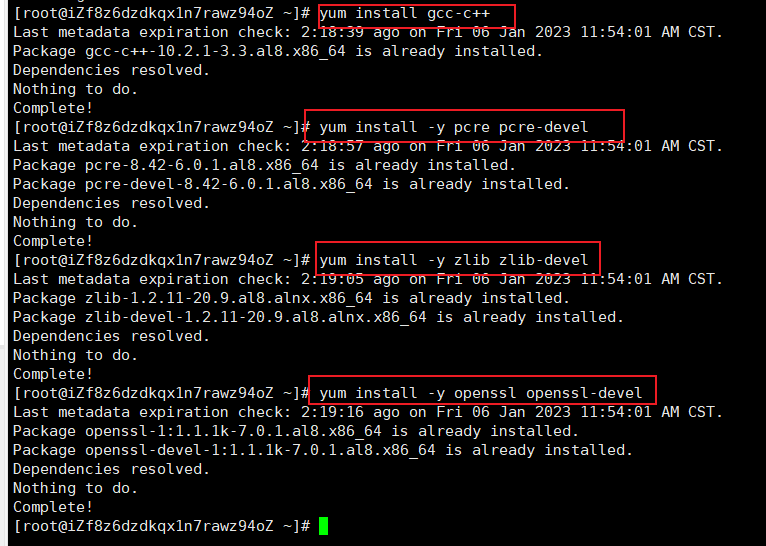 [root@iZf8z6dzdkqx1n7rawz94oZ ~]# yum install gcc-c++
Last metadata expiration check: 2:18:39 ago on Fri 06 Jan 2023 11:54:01 AM CST.
Package gcc-c++-10.2.1-3.3.al8.x86_64 is already installed.
Dependencies resolved.
Nothing to do.
Complete!
[root@iZf8z6dzdkqx1n7rawz94oZ ~]# yum install -y pcre pcre-devel
Last metadata expiration check: 2:18:57 ago on Fri 06 Jan 2023 11:54:01 AM CST.
Package pcre-8.42-6.0.1.al8.x86_64 is already installed.
Package pcre-devel-8.42-6.0.1.al8.x86_64 is already installed.
Dependencies resolved.
Nothing to do.
Complete!
[root@iZf8z6dzdkqx1n7rawz94oZ ~]# yum install -y zlib zlib-devel
Last metadata expiration check: 2:19:05 ago on Fri 06 Jan 2023 11:54:01 AM CST.
Package zlib-1.2.11-20.9.al8.alnx.x86_64 is already installed.
Package zlib-devel-1.2.11-20.9.al8.alnx.x86_64 is already installed.
Dependencies resolved.
Nothing to do.
Complete!
[root@iZf8z6dzdkqx1n7rawz94oZ ~]# yum install -y openssl openssl-devel
Last metadata expiration check: 2:19:16 ago on Fri 06 Jan 2023 11:54:01 AM CST.
Package openssl-1:1.1.1k-7.0.1.al8.x86_64 is already installed.
Package openssl-devel-1:1.1.1k-7.0.1.al8.x86_64 is already installed.
Dependencies resolved.
Nothing to do.
Complete!
[root@iZf8z6dzdkqx1n7rawz94oZ ~]#